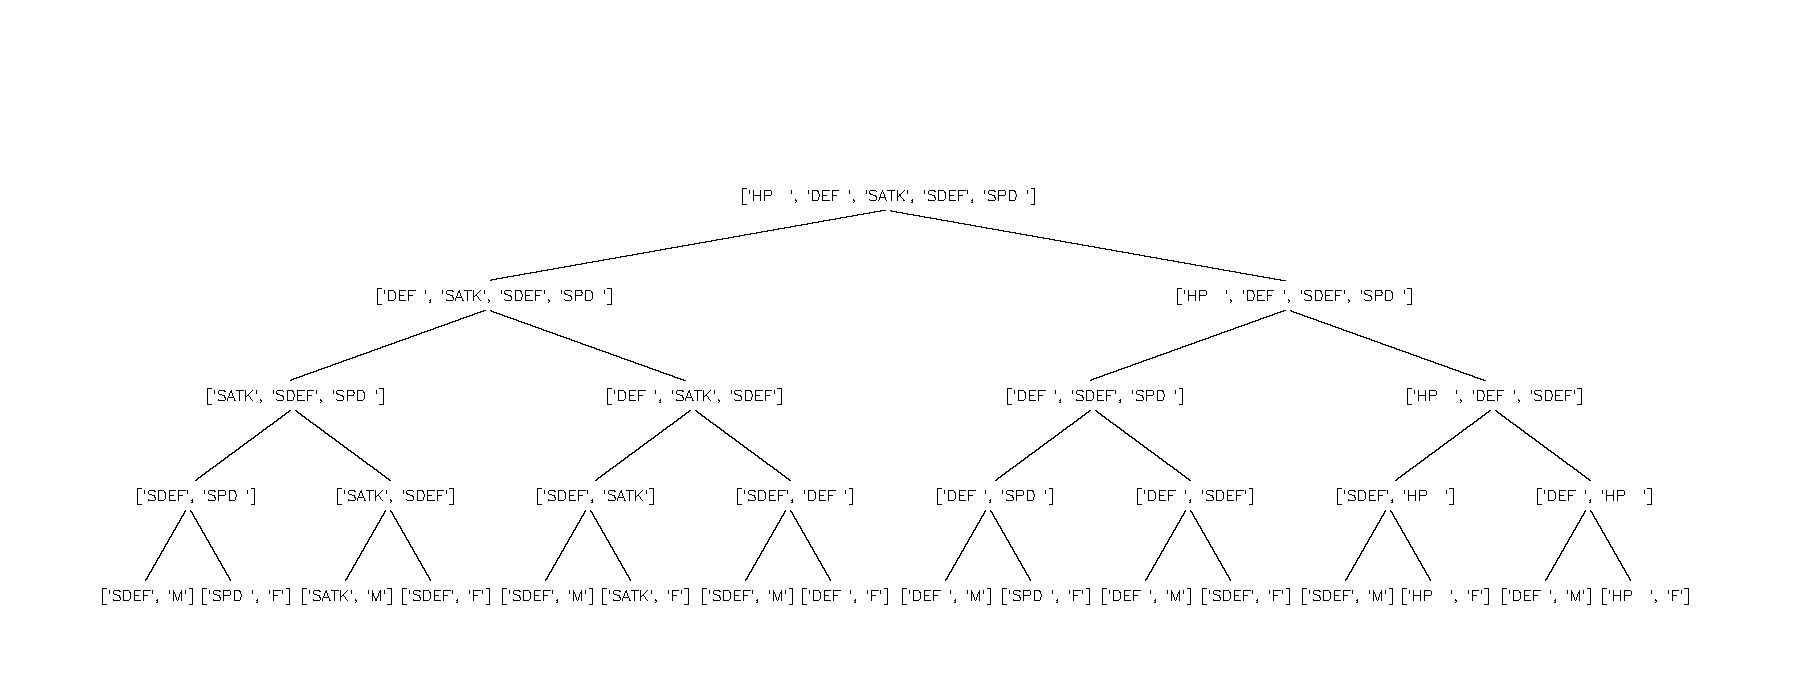 ['HP  ', 'DEF ', 'SATK', 'SDEF', 'SPD ']
['DEF ', 'SATK', 'SDEF', 'SPD '] ['HP  ', 'DEF ', 'SDEF', 'SPD ']
['SATK', 'SDEF', 'SPD '] ['DEF ', 'SATK', 'SDEF'] ['DEF ', 'SDEF', 'SPD '] ['HP  ', 'DEF ', 'SDEF']
['SDEF', 'SPD '] ['SATK', 'SDEF'] ['SDEF', 'SATK'] ['SDEF', 'DEF '] ['DEF ', 'SPD '] ['DEF ', 'SDEF'] ['SDEF', 'HP  '] ['DEF ', 'HP  ']
['SDEF', 'M'] ['SPD ', 'F'] ['SATK', 'M'] ['SDEF', 'F'] ['SDEF', 'M'] ['SATK', 'F'] ['SDEF', 'M'] ['DEF ', 'F'] ['DEF ', 'M'] ['SPD ', 'F'] ['DEF ', 'M'] ['SDEF', 'F'] ['SDEF', 'M'] ['HP  ', 'F'] ['DEF ', 'M'] ['HP  ', 'F']